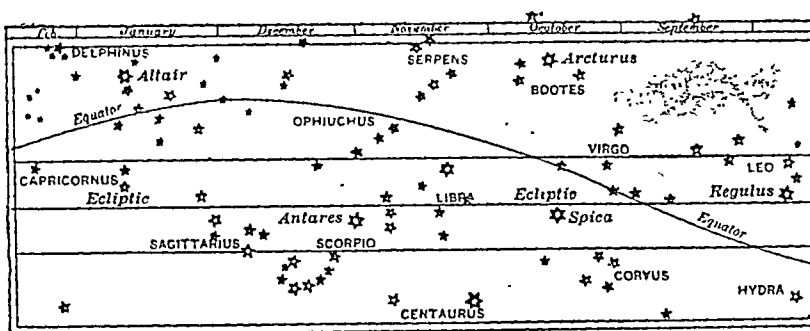 Feb. January December November Ocotober September
DELPHINUS SERPENS Arcturus
Altair BOOTES
Equator OPHIUCHUS VIRGO
CAPRICORNUS LEO
Ecliptic LIBRA Ecliptic Regulus
Antares Spica Equator
SAGITTARIUS SCORPIO
CORVUS
CENTAURUS HYDRA